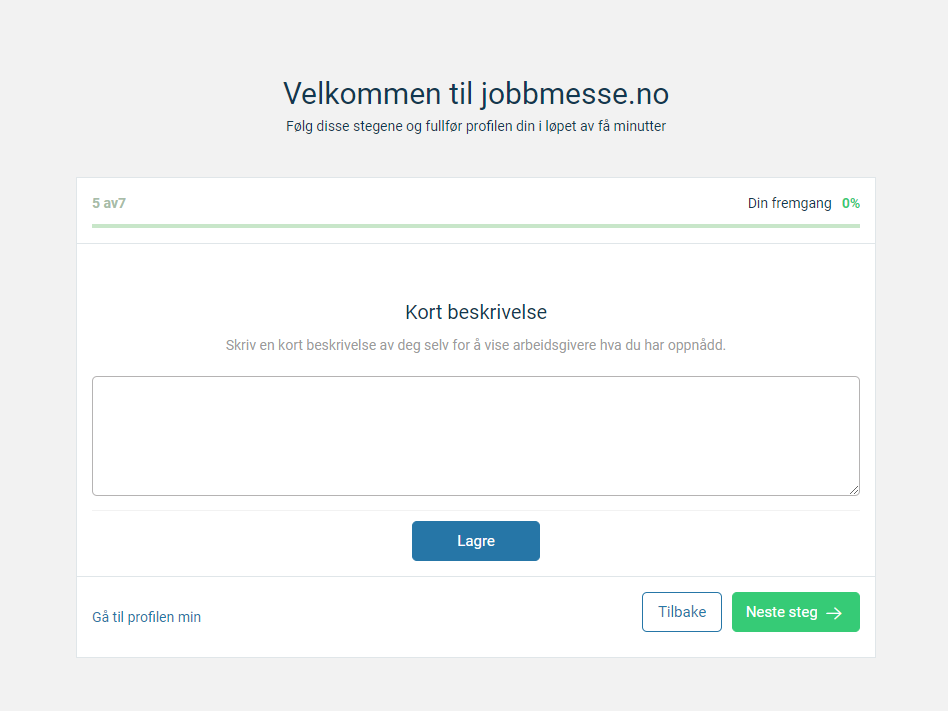 Velkommen til jobbmesse.no
Følg disse stegene og fullfør profilen din i løpet av få minutter
5 av7
Din fremgang 0%
Kort beskrivelse
Skriv en kort beskrivelse av deg selv for å vise arbeidsgivere hva du har oppnådd.
Lagre
Gå til profilen min
Tilbake
Neste steg →